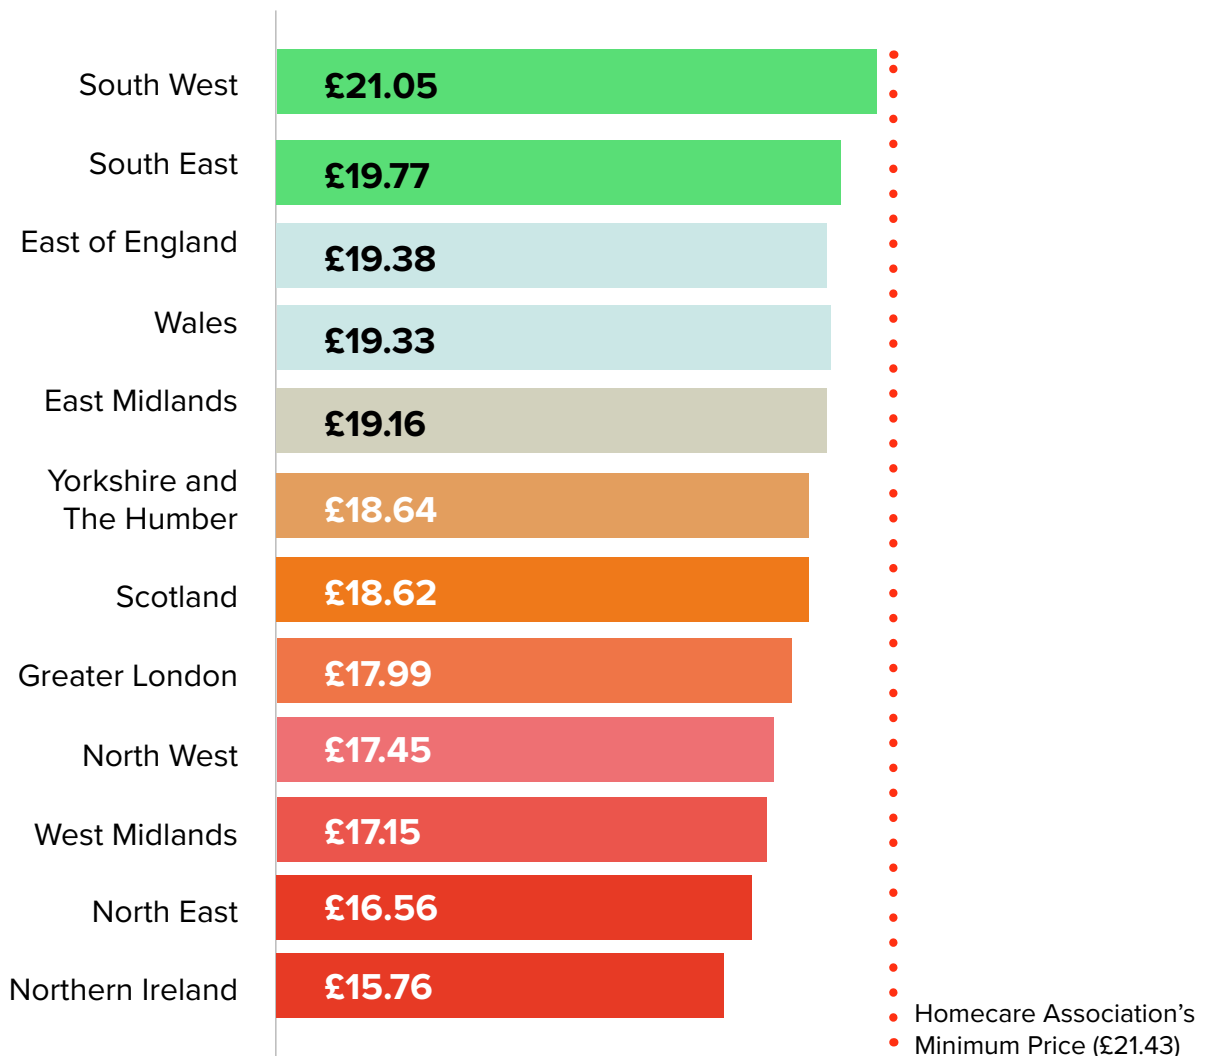 South West £21.05
South East £19.77
East of England £19.38
Wales £19.33
East Midlands £19.16
Yorkshire and
The Humber £18.64
Scotland £18.62
Greater London £17.99
North West £17.45
West Midlands £17.15
North East £16.56
Northern Ireland £15.76
Homecare Association’s
Minimum Price (£21.43)